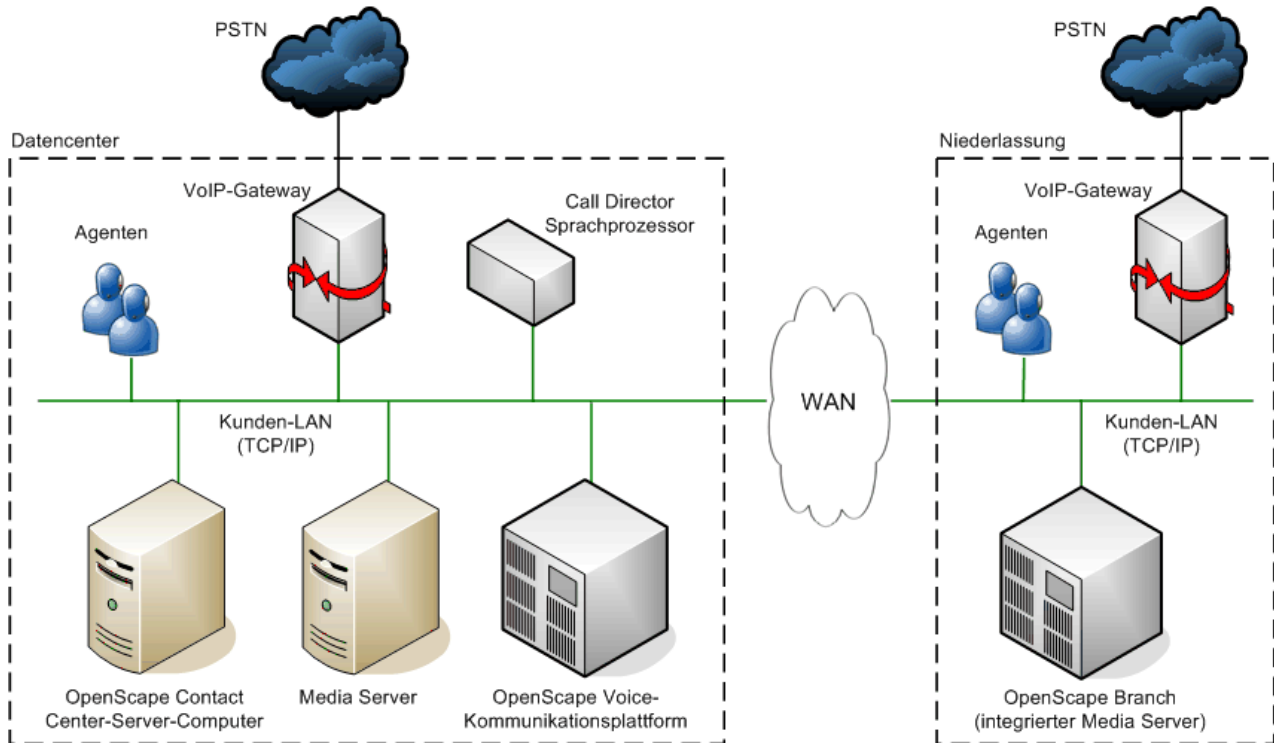 PSTN
PSTN
Datencenter
Niederlassung
VoIP-Gateway
Call Director
Sprachprozessor
VoIP-Gateway
Agenten
Agenten
WAN
Kunden-LAN
(TCP/IP)
Kunden-LAN
(TCP/IP)
OpenScape Contact
Center-Server-Computer
Media Server
OpenScape Voice-
Kommunikationsplattform
OpenScape Branch
(integrierter Media Server)